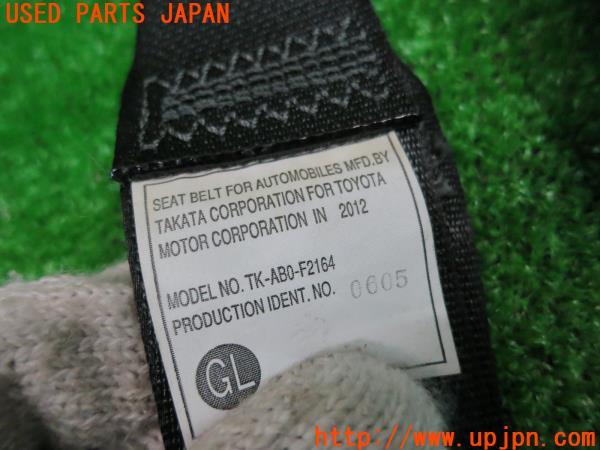 USED PARTS JAPAN
SEAT BELT FOR AUTOMOBILES MFD.BY
TAKATA CORPORATION FOR TOYOTA
MOTOR CORPORATION IN 2012
MODEL NO. TK-AB0-F2164
PRODUCTION IDENT. NO. 0605
GL
UPJ
http://www.upjpn.com/